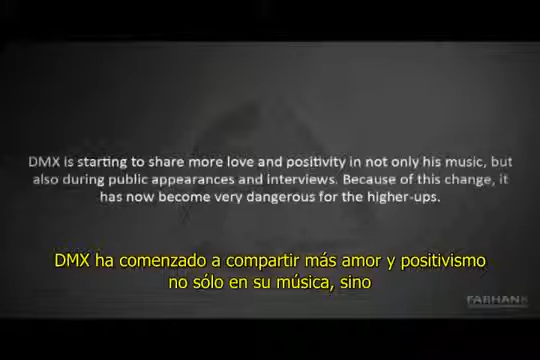 DMX is starting to share more love and positivity in not only his music, but
also during public appearances and interviews. Because of this change, it
has now become very dangerous for the higher-ups.
DMX ha comenzado a compartir más amor y positivismo
no sólo en su música, sino